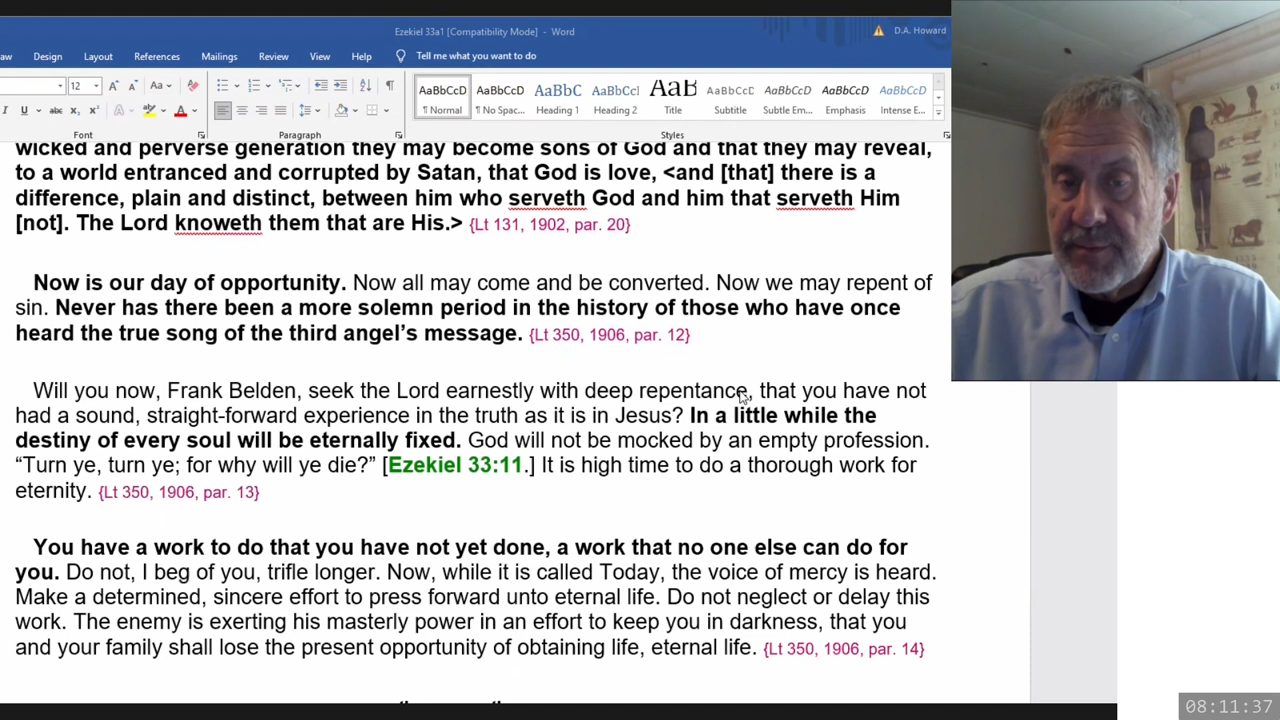 Ezekiel 33a1 [Compatibility Mode] - Word
D.A. Howard
aw Design Layout References Mailings Review View Help Tell me what you want to do
12 Aa
AaBbCcD AaBbCcD AaBbC AaBbCc AaB AaBbCcD AaBbCcD AaBbCcD AaBbCcD
I U abc x₂ x² A A
¶ Normal ¶ No Spac... Heading 1 Heading 2 Title Subtitle Subtle Em... Emphasis Intense E...
Font Paragraph Styles
wicked and perverse generation they may become sons of God and that they may reveal,
to a world entranced and corrupted by Satan, that God is love, <and [that] there is a
difference, plain and distinct, between him who serveth God and him that serveth Him
[not]. The Lord knoweth them that are His.> {Lt 131, 1902, par. 20}
Now is our day of opportunity. Now all may come and be converted. Now we may repent of
sin. Never has there been a more solemn period in the history of those who have once
heard the true song of the third angel’s message. {Lt 350, 1906, par. 12}
Will you now, Frank Belden, seek the Lord earnestly with deep repentance, that you have not
had a sound, straight-forward experience in the truth as it is in Jesus? In a little while the
destiny of every soul will be eternally fixed. God will not be mocked by an empty profession.
“Turn ye, turn ye; for why will ye die?” [Ezekiel 33:11.] It is high time to do a thorough work for
eternity. {Lt 350, 1906, par. 13}
You have a work to do that you have not yet done, a work that no one else can do for
you. Do not, I beg of you, trifle longer. Now, while it is called Today, the voice of mercy is heard.
Make a determined, sincere effort to press forward unto eternal life. Do not neglect or delay this
work. The enemy is exerting his masterly power in an effort to keep you in darkness, that you
and your family shall lose the present opportunity of obtaining life, eternal life. {Lt 350, 1906, par. 14}
08:11:37